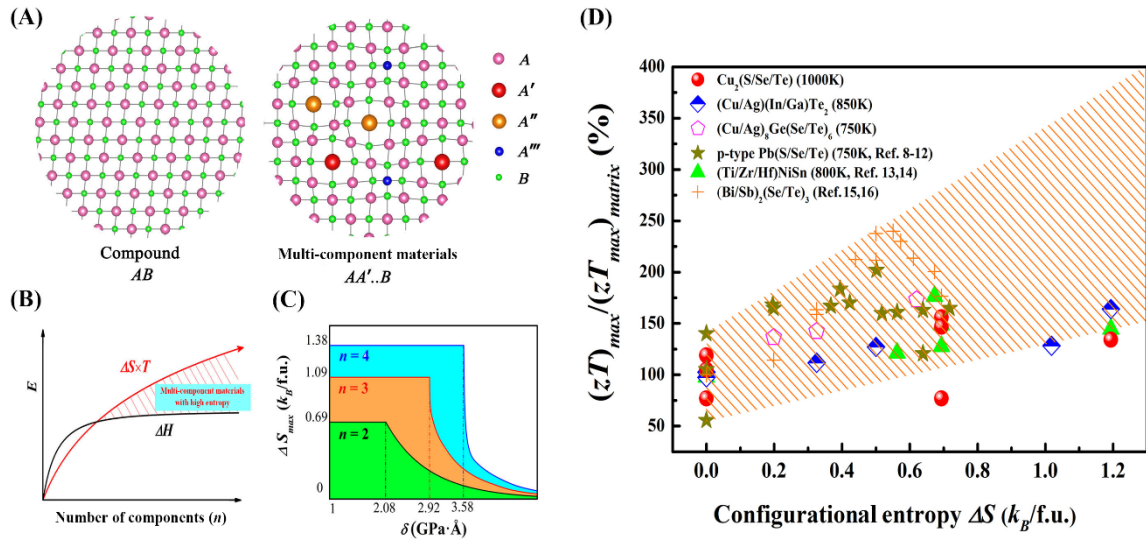 (A)
A
A′
A″
A‴
B
Compound
AB
Multi-component materials
AA′..B
(B)
E
ΔS×T
Multi-component materials
with high entropy
ΔH
Number of components (n)
(C)
ΔS_max (k_B/f.u.)
1.38
1.09
0.69
0
n = 4
n = 3
n = 2
1
2.08
2.92
3.58
δ(GPa·Å)
(D)
(zT)_max/(zT_max)_matrix (%)
400
350
300
250
200
150
100
50
Cu₂(S/Se/Te) (1000K)
(Cu/Ag)(In/Ga)Te₂ (850K)
(Cu/Ag)₈Ge(Se/Te)₆ (750K)
p-type Pb(S/Se/Te) (750K, Ref. 8-12)
(Ti/Zr/Hf)NiSn (800K, Ref. 13,14)
(Bi/Sb)₂(Se/Te)₃ (Ref.15,16)
0.0
0.2
0.4
0.6
0.8
1.0
1.2
Configurational entropy ΔS (k_B/f.u.)